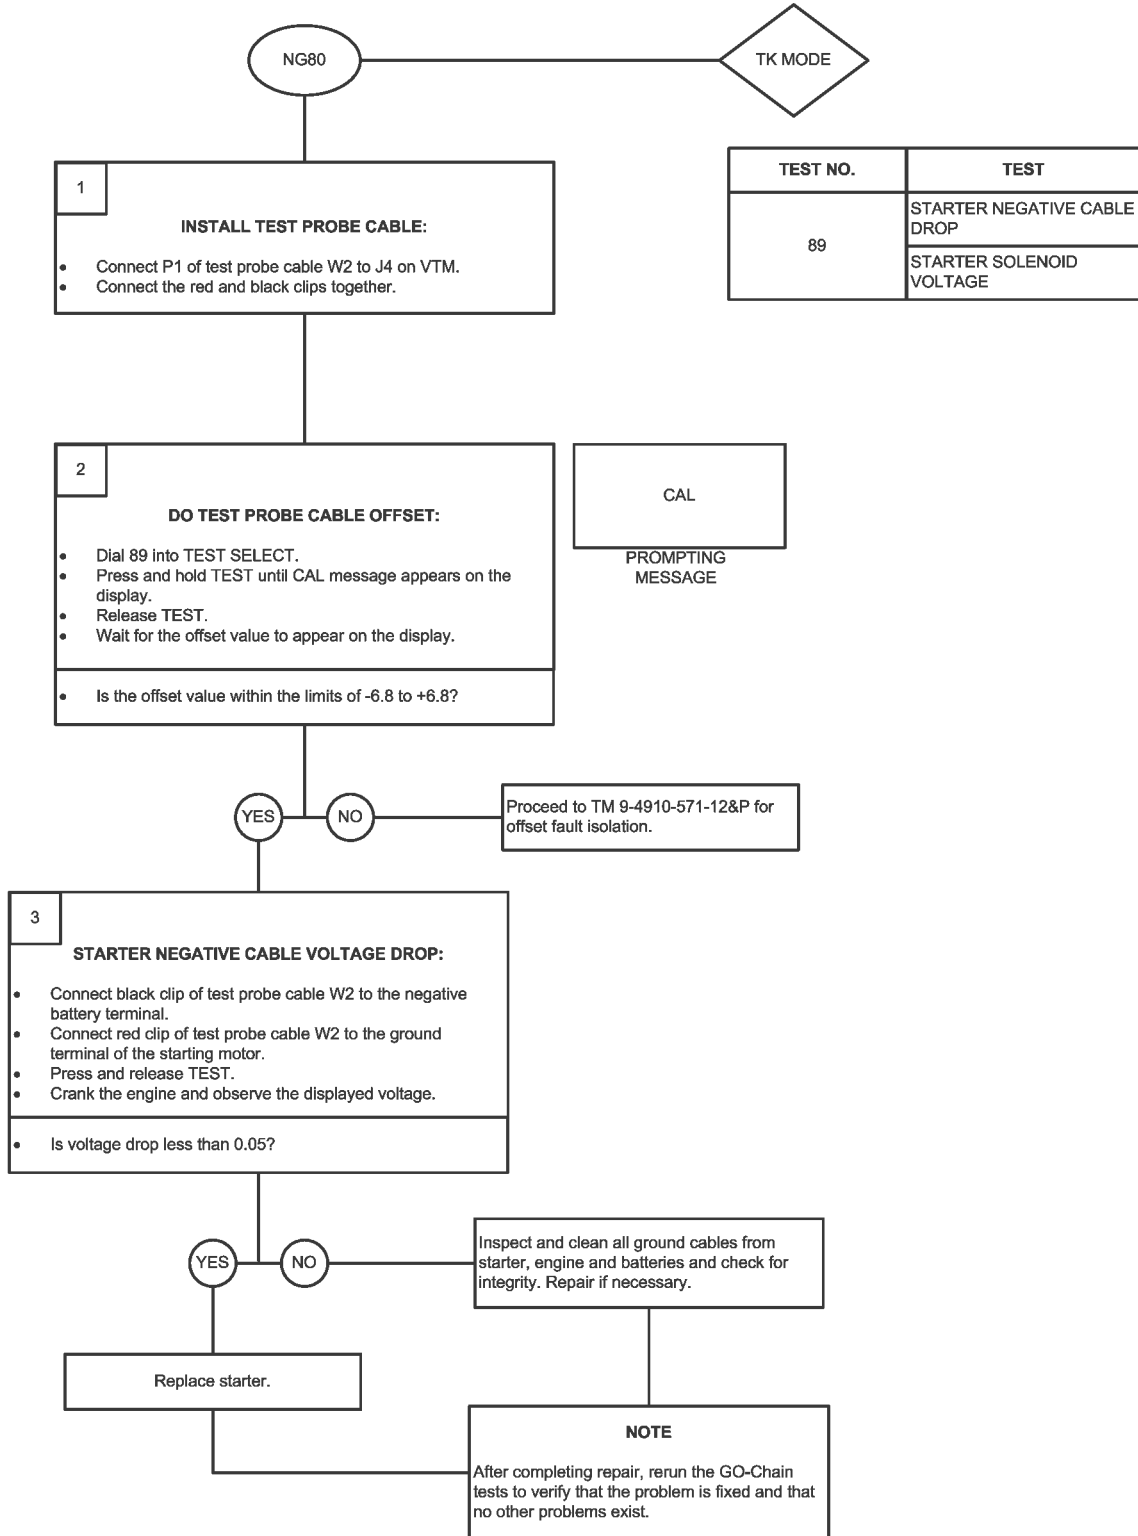 NG80
TK MODE
TEST NO.
TEST
89
STARTER NEGATIVE CABLE
DROP
STARTER SOLENOID
VOLTAGE
1
INSTALL TEST PROBE CABLE:
• Connect P1 of test probe cable W2 to J4 on VTM.
• Connect the red and black clips together.
2
DO TEST PROBE CABLE OFFSET:
• Dial 89 into TEST SELECT.
• Press and hold TEST until CAL message appears on the
display.
• Release TEST.
• Wait for the offset value to appear on the display.
• Is the offset value within the limits of -6.8 to +6.8?
CAL
PROMPTING
MESSAGE
YES
NO
Proceed to TM 9-4910-571-12&P for
offset fault isolation.
3
STARTER NEGATIVE CABLE VOLTAGE DROP:
• Connect black clip of test probe cable W2 to the negative
battery terminal.
• Connect red clip of test probe cable W2 to the ground
terminal of the starting motor.
• Press and release TEST.
• Crank the engine and observe the displayed voltage.
• Is voltage drop less than 0.05?
YES
NO
Inspect and clean all ground cables from
starter, engine and batteries and check for
integrity. Repair if necessary.
Replace starter.
NOTE
After completing repair, rerun the GO-Chain
tests to verify that the problem is fixed and that
no other problems exist.